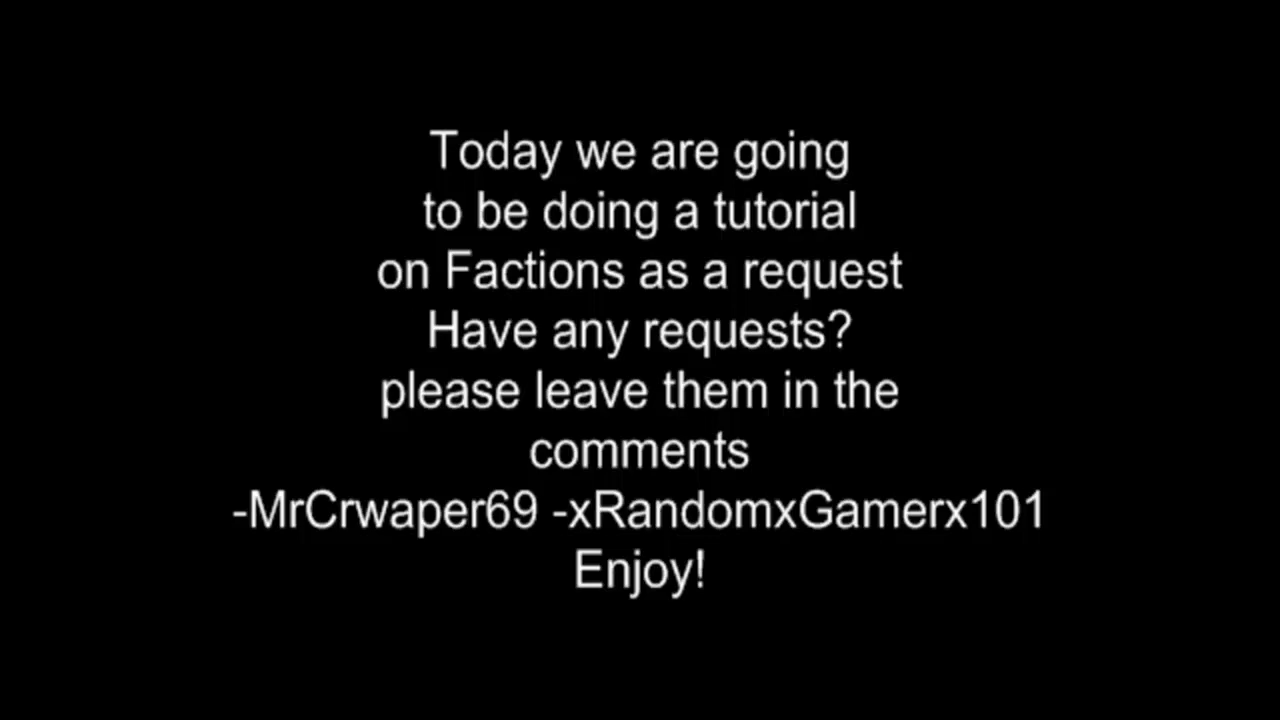 Today we are going
to be doing a tutorial
on Factions as a request
Have any requests?
please leave them in the
comments
-MrCrwaper69 -xRandomxGamerx101
Enjoy!